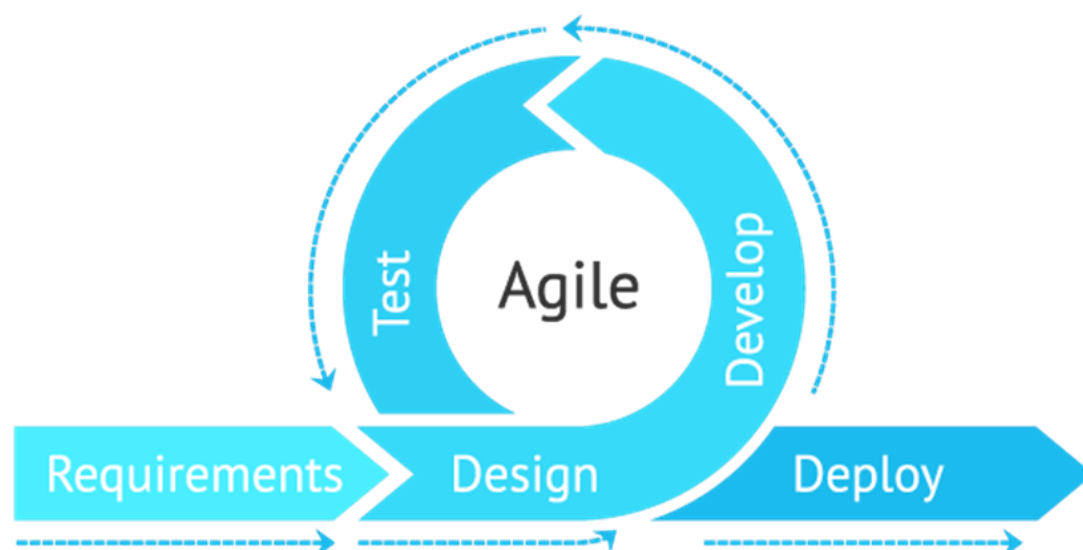 Agile
Test
Develop
Requirements
Design
Deploy